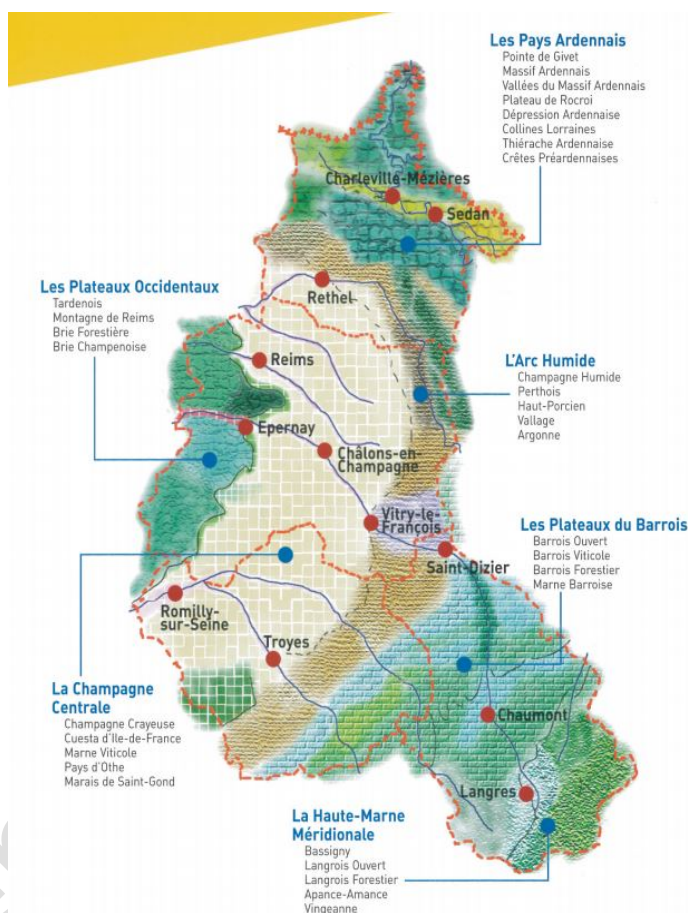 Les Pays Ardennais
Pointe de Givet
Massif Ardennais
Vallées du Massif Ardennais
Plateau de Rocroi
Dépression Ardennaise
Collines Lorraines
Thiérache Ardennaise
Crêtes Préardennaises
Charleville-Mézières
Sedan
Rethel
Les Plateaux Occidentaux
Tardenois
Montagne de Reims
Brie Forestière
Brie Champenoise
Reims
L'Arc Humide
Champagne Humide
Perthois
Haut-Porcien
Vallage
Argonne
Epernay
Châlons-en-
Champagne
Vitry-le-
François
Les Plateaux du Barrois
Barrois Ouvert
Barrois Viticole
Barrois Forestier
Marne Barroise
Saint-Dizier
Romilly-
sur-Seine
Troyes
La Champagne
Centrale
Champagne Crayeuse
Cuesta d'Ile-de-France
Marne Viticole
Pays d'Othe
Marais de Saint-Gond
Chaumont
Langres
La Haute-Marne
Méridionale
Bassigny
Langrois Ouvert
Langrois Forestier
Apance-Amance
Vingeanne